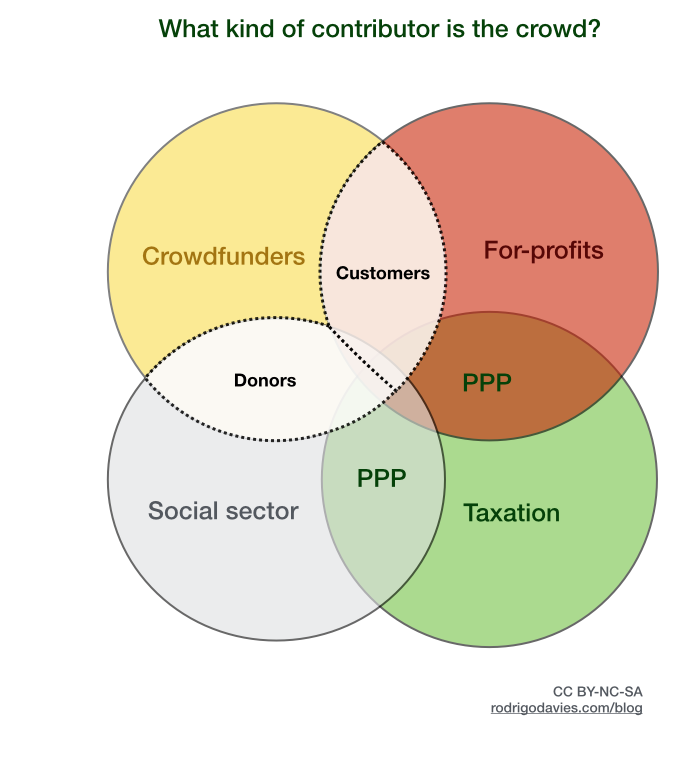 What kind of contributor is the crowd?
Crowdfunders
For-profits
Customers
Donors
PPP
PPP
Social sector
Taxation
CC BY-NC-SA
rodrigodavies.com/blog